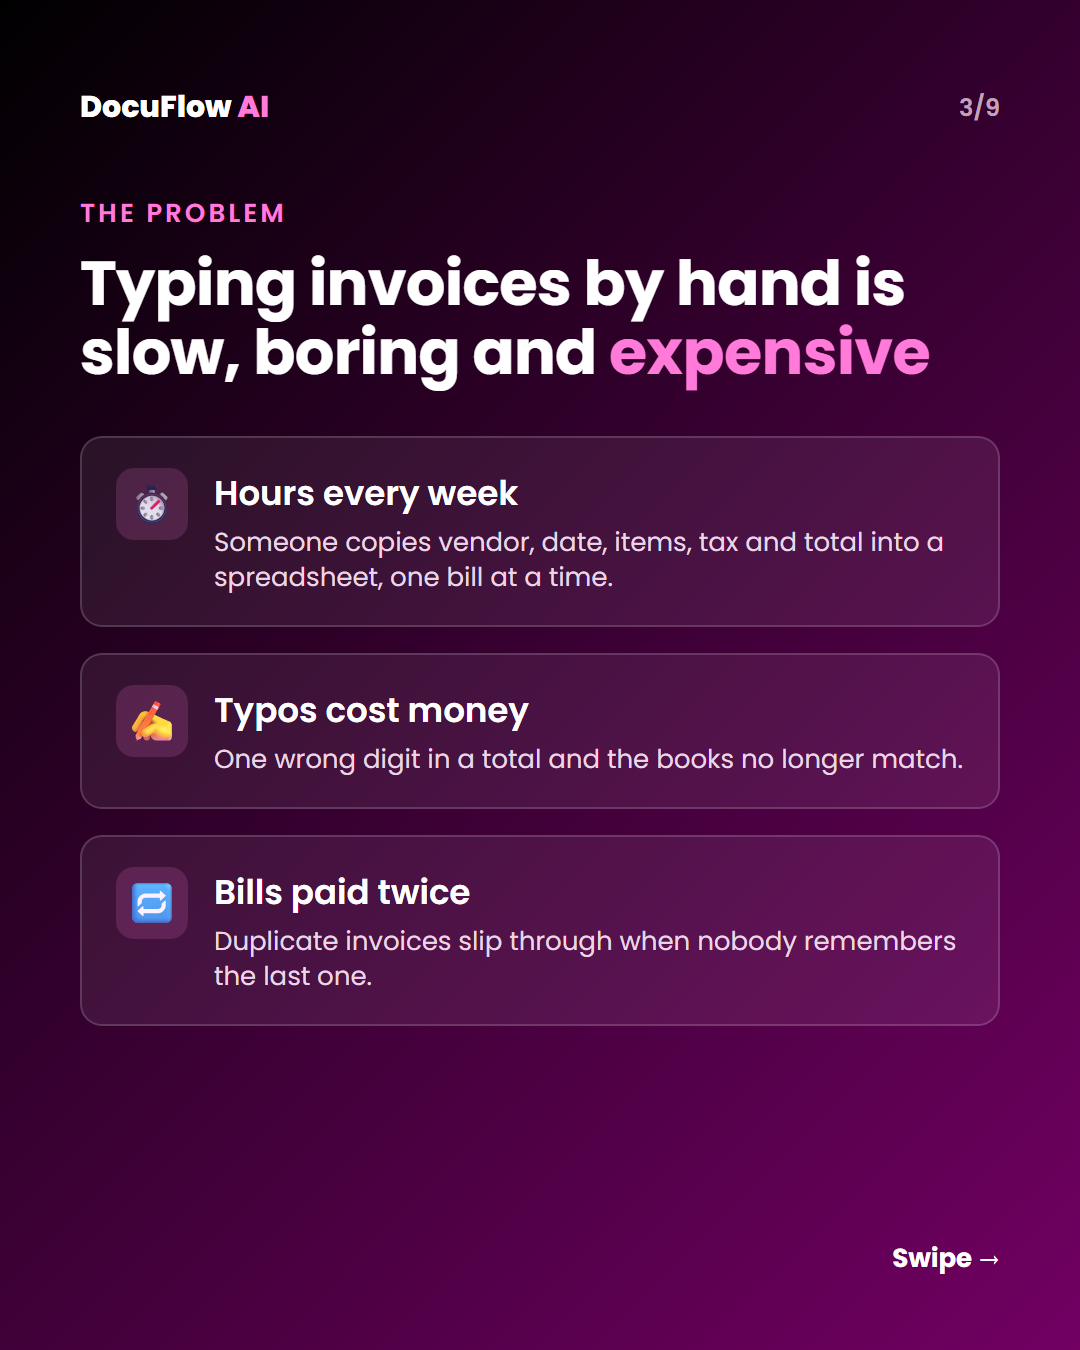 DocuFlow AI
3/9
THE PROBLEM
Typing invoices by hand is
slow, boring and expensive
Hours every week
Someone copies vendor, date, items, tax and total into a
spreadsheet, one bill at a time.
Typos cost money
One wrong digit in a total and the books no longer match.
Bills paid twice
Duplicate invoices slip through when nobody remembers
the last one.
Swipe →